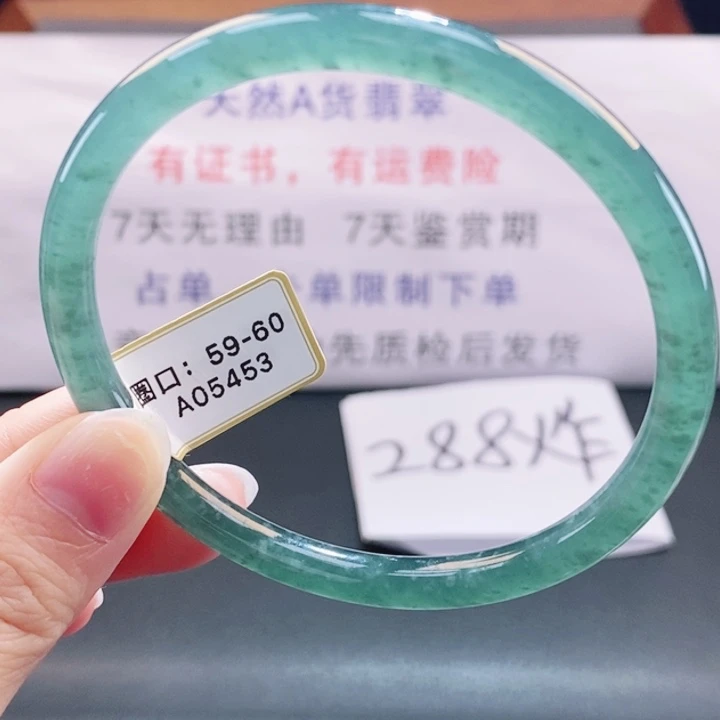 天然A货翡翠
有证书，有运费险
7天无理由 7天鉴赏期
占单 单限制下单
先质检后发货
圈口：59-60
A05453
288炸